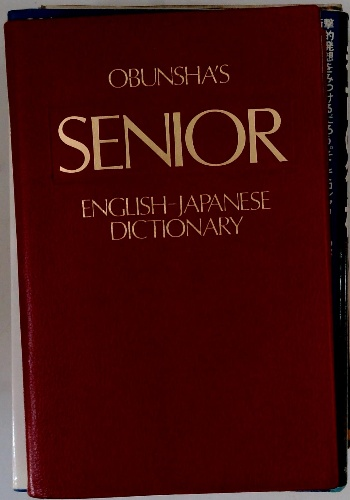 OBUNSHA'S
SENIOR
ENGLISH-JAPANESE
DICTIONARY